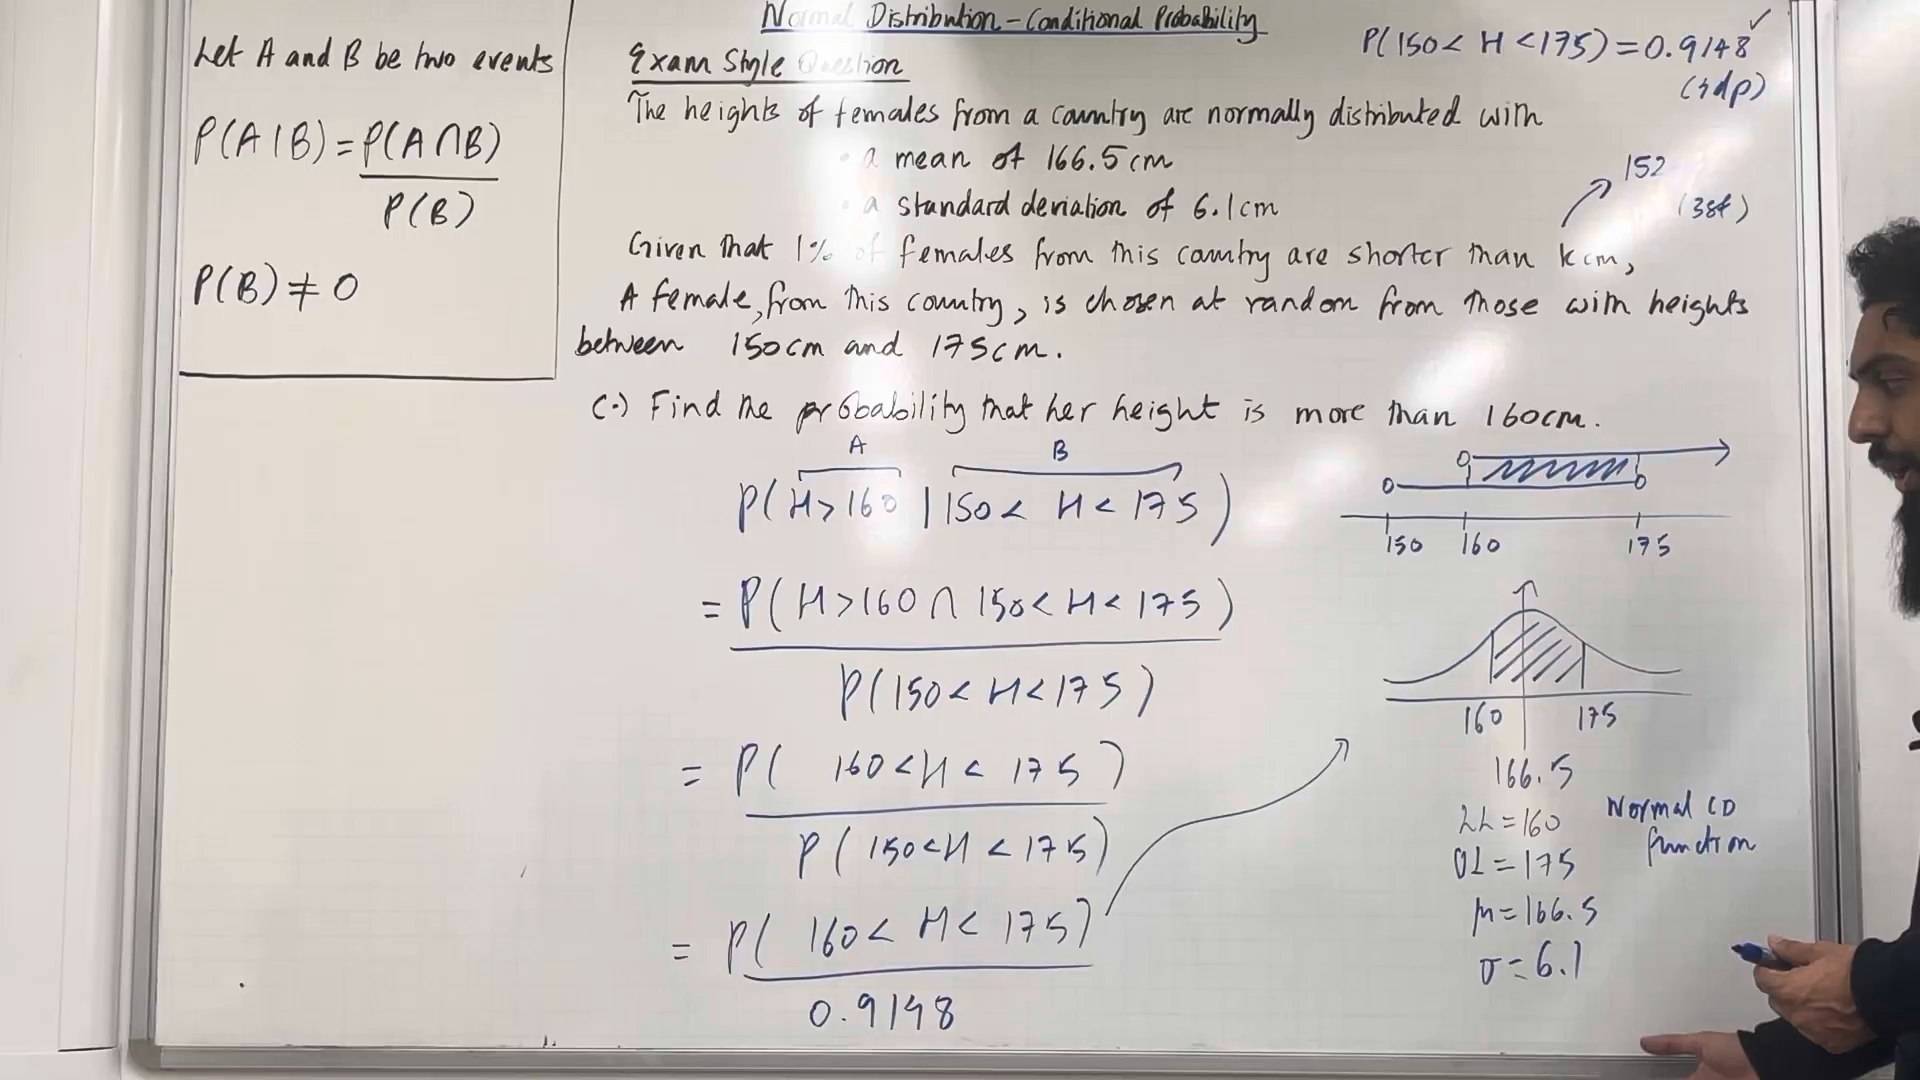 Normal Distribution - Conditional Probability
Let A and B be two events
P(A|B) = P(A∩B)
P(B)
P(B) ≠ 0
Exam Style Question
The heights of females from a country are normally distributed with
• a mean of 166.5cm
• a standard deviation of 6.1cm
Given that 1% of females from this country are shorter than k cm,
A female, from this country, is chosen at random from those with heights
between 150cm and 175cm.
C.) Find the probability that her height is more than 160cm.
A B
P( H > 160 | 150 < H < 175 )
= P( H > 160 ∩ 150 < H < 175 )
P( 150 < H < 175 )
= P( 160 < H < 175 )
P( 150 < H < 175 )
= P( 160 < H < 175 )
0.9148
P( 150 < H < 175 ) = 0.9148 ✓
(4dp)
152
(3sf)
150 160 175
160 175
166.5
LL = 160
UL = 175
μ = 166.5
σ = 6.1
Normal CD
function